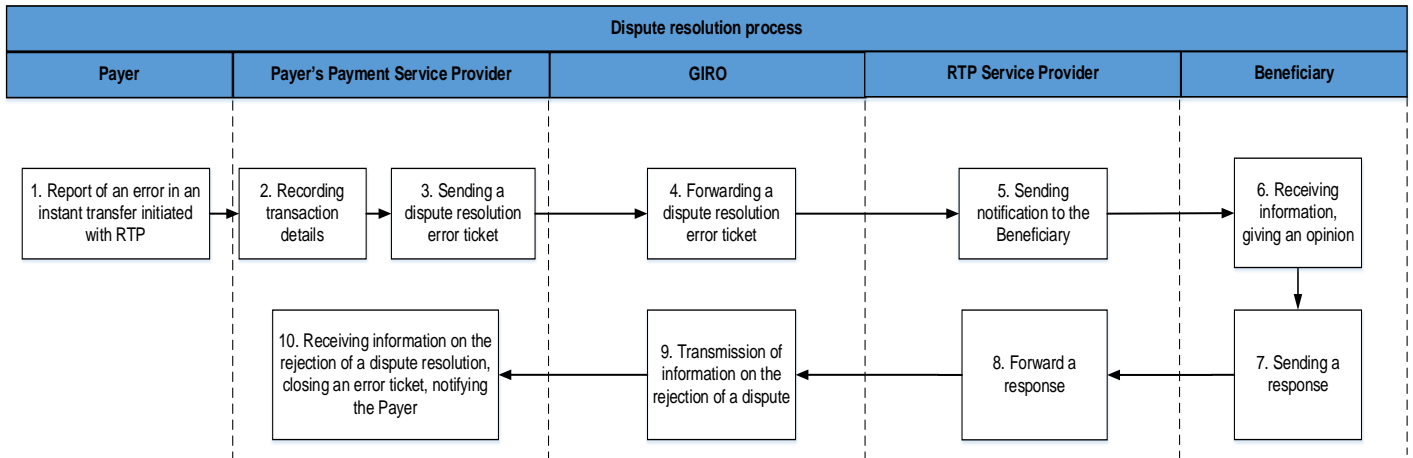 Dispute resolution process
Payer
Payer's Payment Service Provider
GIRO
RTP Service Provider
Beneficiary
1. Report of an error in an
instant transfer initiated
with RTP
2. Recording
transaction
details
3. Sending a
dispute resolution
error ticket
4. Forwarding a
dispute resolution
error ticket
5. Sending
notification to the
Beneficiary
6. Receiving
information,
giving an opinion
7. Sending a
response
8. Forward a
response
9. Transmission of
information on the
rejection of a dispute
10. Receiving information on the
rejection of a dispute resolution,
closing an error ticket, notifying
the Payer